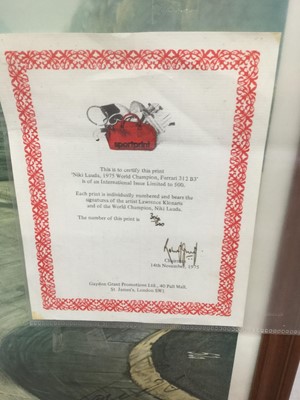 sportprint
This is to certify this print
'Niki Lauda, 1975 World Champion, Ferrari 312 B3'
is of an International Issue Limited to 500.
Each print is individually numbered and bears the
signatures of the artist Lawrence Klonaris
and of the World Champion, Niki Lauda.
The number of this print is
Chairman
14th November, 1975
Gaydon Grant Promotions Ltd., 40 Pall Mall,
St. James's, London SW1